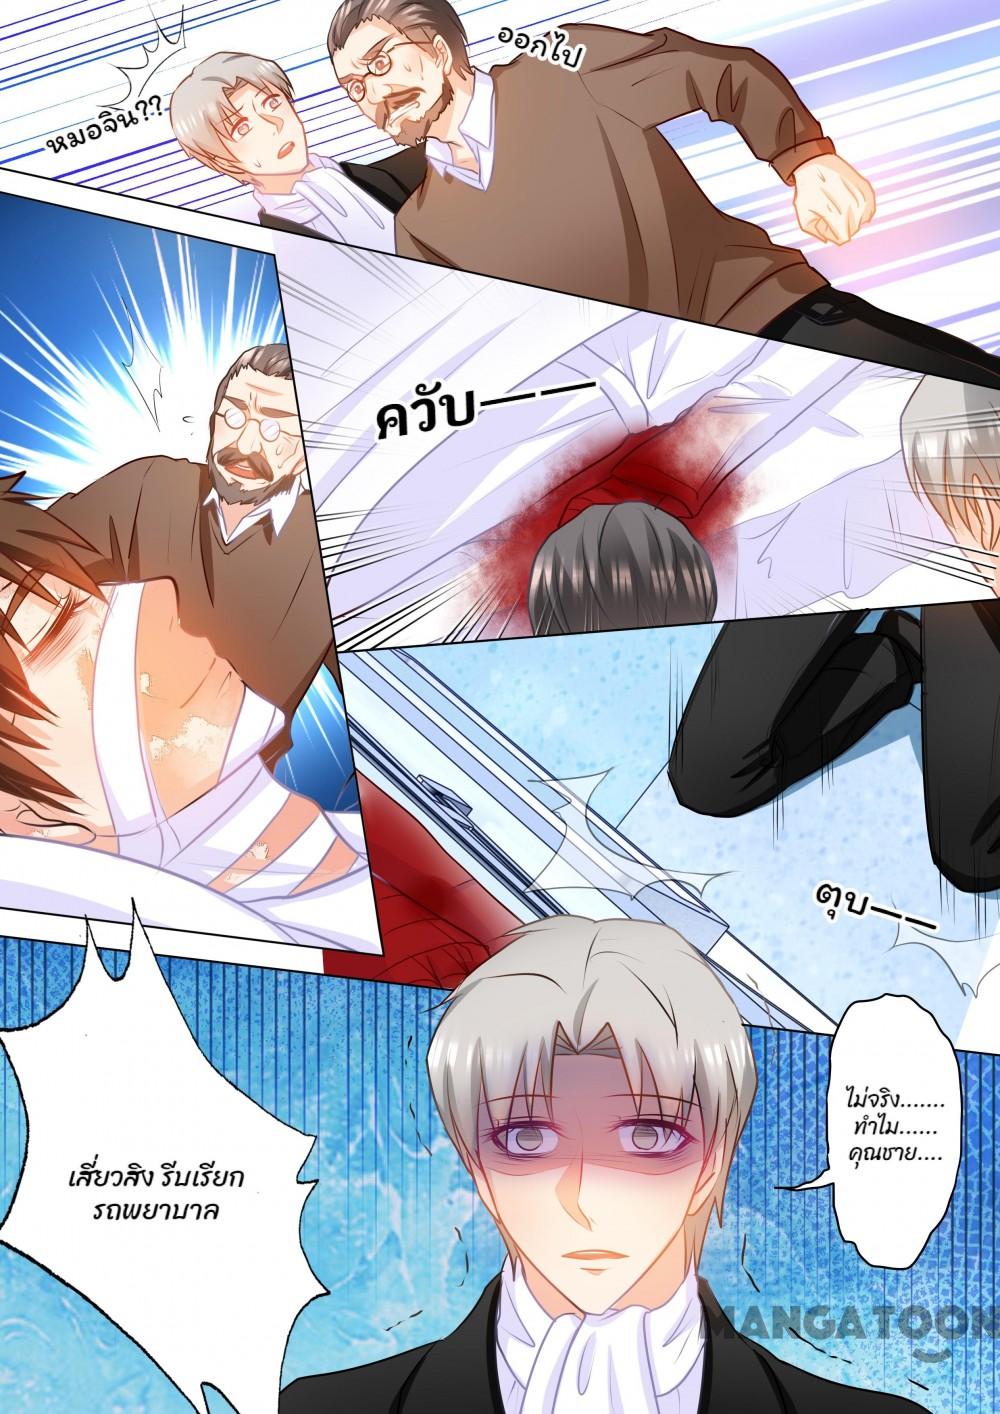 หมอจิน??
ออกไป
ควับ——
ตุบ——
ไม่จริง.......
ทำไม......
คุณชาย....
เสี่ยวสิง รีบเรียก
รถพยาบาล
MANGATOON